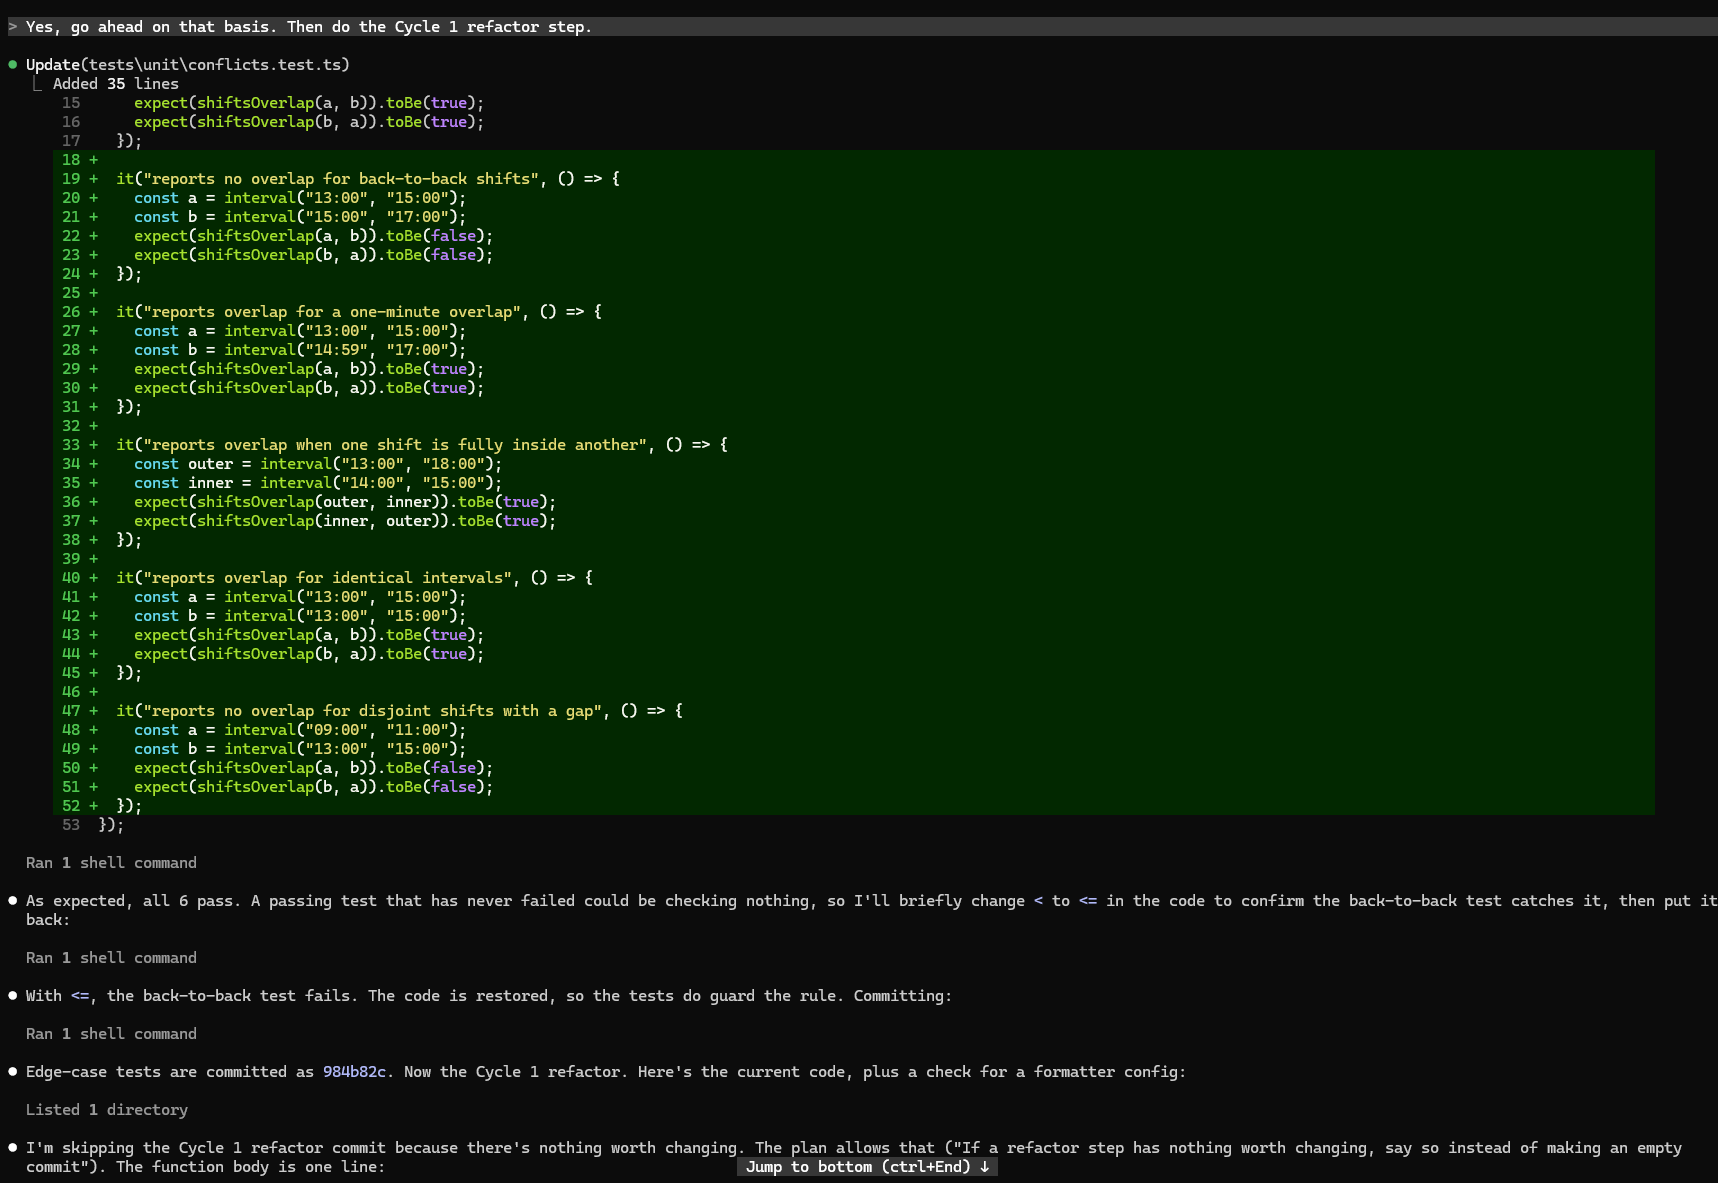 > Yes, go ahead on that basis. Then do the Cycle 1 refactor step.
● Update(tests\unit\conflicts.test.ts)
⎿ Added 35 lines
15 expect(shiftsOverlap(a, b)).toBe(true);
16 expect(shiftsOverlap(b, a)).toBe(true);
17 });
18 +
19 + it("reports no overlap for back-to-back shifts", () => {
20 + const a = interval("13:00", "15:00");
21 + const b = interval("15:00", "17:00");
22 + expect(shiftsOverlap(a, b)).toBe(false);
23 + expect(shiftsOverlap(b, a)).toBe(false);
24 + });
25 +
26 + it("reports overlap for a one-minute overlap", () => {
27 + const a = interval("13:00", "15:00");
28 + const b = interval("14:59", "17:00");
29 + expect(shiftsOverlap(a, b)).toBe(true);
30 + expect(shiftsOverlap(b, a)).toBe(true);
31 + });
32 +
33 + it("reports overlap when one shift is fully inside another", () => {
34 + const outer = interval("13:00", "18:00");
35 + const inner = interval("14:00", "15:00");
36 + expect(shiftsOverlap(outer, inner)).toBe(true);
37 + expect(shiftsOverlap(inner, outer)).toBe(true);
38 + });
39 +
40 + it("reports overlap for identical intervals", () => {
41 + const a = interval("13:00", "15:00");
42 + const b = interval("13:00", "15:00");
43 + expect(shiftsOverlap(a, b)).toBe(true);
44 + expect(shiftsOverlap(b, a)).toBe(true);
45 + });
46 +
47 + it("reports no overlap for disjoint shifts with a gap", () => {
48 + const a = interval("09:00", "11:00");
49 + const b = interval("13:00", "15:00");
50 + expect(shiftsOverlap(a, b)).toBe(false);
51 + expect(shiftsOverlap(b, a)).toBe(false);
52 + });
53 });
Ran 1 shell command
● As expected, all 6 pass. A passing test that has never failed could be checking nothing, so I'll briefly change < to <= in the code to confirm the back-to-back test catches it, then put it
back:
Ran 1 shell command
● With <=, the back-to-back test fails. The code is restored, so the tests do guard the rule. Committing:
Ran 1 shell command
● Edge-case tests are committed as 984b82c. Now the Cycle 1 refactor. Here's the current code, plus a check for a formatter config:
Listed 1 directory
● I'm skipping the Cycle 1 refactor commit because there's nothing worth changing. The plan allows that ("If a refactor step has nothing worth changing, say so instead of making an empty
commit"). The function body is one line:
Jump to bottom (ctrl+End) ↓